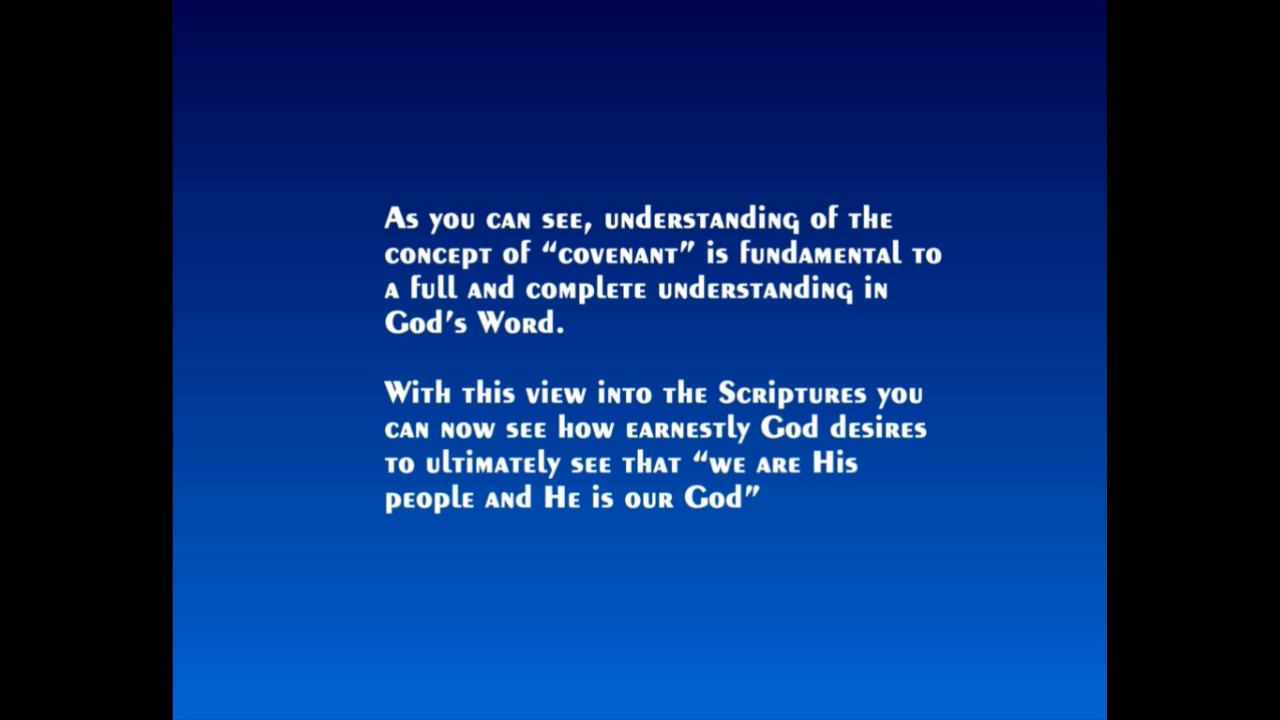 As you can see, understanding of the
concept of “covenant” is fundamental to
a full and complete understanding in
God’s Word.
With this view into the Scriptures you
can now see how earnestly God desires
to ultimately see that “we are His
people and He is our God”